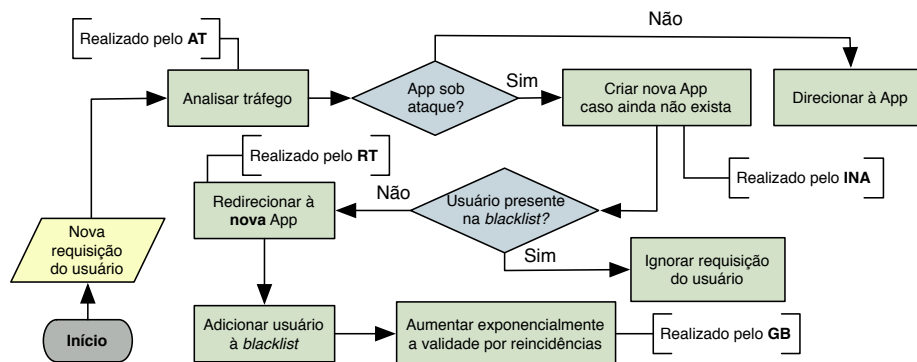 Não
Realizado pelo AT
Analisar tráfego
App sob
ataque?
Sim
Criar nova App
caso ainda não exista
Direcionar à App
Realizado pelo RT
Realizado pelo INA
Redirecionar à
nova App
Não
Usuário presente
na blacklist?
Sim
Nova
requisição
do usuário
Ignorar requisição
do usuário
Início
Adicionar usuário
à blacklist
Aumentar exponencialmente
a validade por reincidências
Realizado pelo GB